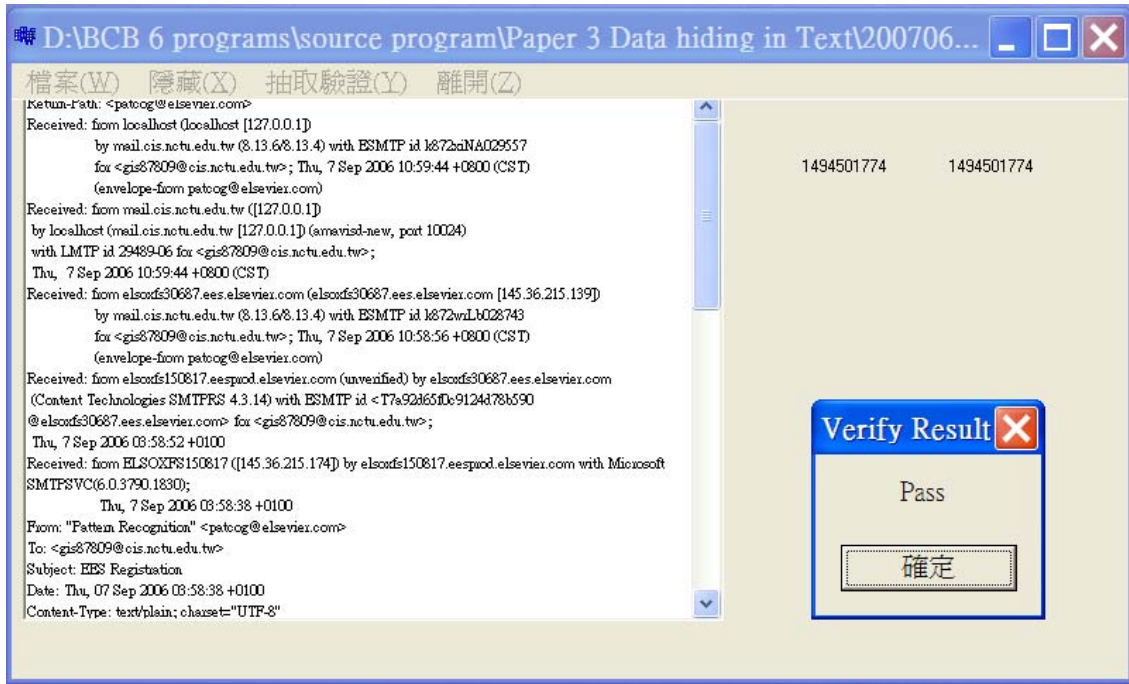 D:\BCB 6 programs\source program\Paper 3 Data hiding in Text\200706...
檔案(W) 隱藏(X) 抽取驗證(Y) 離開(Z)
Return-Path: <patcog@elsevier.com>
Received: from localhost (localhost [127.0.0.1])
by mail.cis.nctu.edu.tw (8.13.6/8.13.4) with ESMTP id
for <gis87809@cis.nctu.edu.tw>; Thu, 7 Sep 2006 10:59:44 +0800 (CST)
(envelope-from patcog@elsevier.com)
Received: from mail.cis.nctu.edu.tw ([127.0.0.1])
by localhost (mail.cis.nctu.edu.tw [127.0.0.1]) (amavisd-new, port 10024)
with LMTP id 29489-06 for <gis87809@cis.nctu.edu.tw>;
Thu, 7 Sep 2006 10:59:44 +0800 (CST)
Received: from elsoxfs30687.ees.elsevier.com (elsoxfs30687.ees.elsevier.com [145.36.215.139])
by mail.cis.nctu.edu.tw (8.13.6/8.13.4) with ESMTP id
for <gis87809@cis.nctu.edu.tw>; Thu, 7 Sep 2006 10:58:56 +0800 (CST)
(envelope-from patcog@elsevier.com)
Received: from elsoxfs150817.eesprod.elsevier.com (unverified) by elsoxfs30687.ees.elsevier.com
(Content Technologies SMTPRS 4.3.14) with ESMTP id <T7a92d65f0c9124d78b590
@elsoxfs30687.ees.elsevier.com> for <gis87809@cis.nctu.edu.tw>;
Thu, 7 Sep 2006 03:58:52 +0100
Received: from ELSOXFS150817 ([145.36.215.174]) by elsoxfs150817.eesprod.elsevier.com with Microsoft
SMTPSVC(6.0.3790.1830);
Thu, 7 Sep 2006 03:58:38 +0100
From: "Pattern Recognition" <patcog@elsevier.com>
To: <gis87809@cis.nctu.edu.tw>
Subject: EES Registration
Date: Thu, 07 Sep 2006 03:58:38 +0100
Content-Type: text/plain; charset="UTF-8"
1494501774 1494501774
Verify Result
Pass
確定